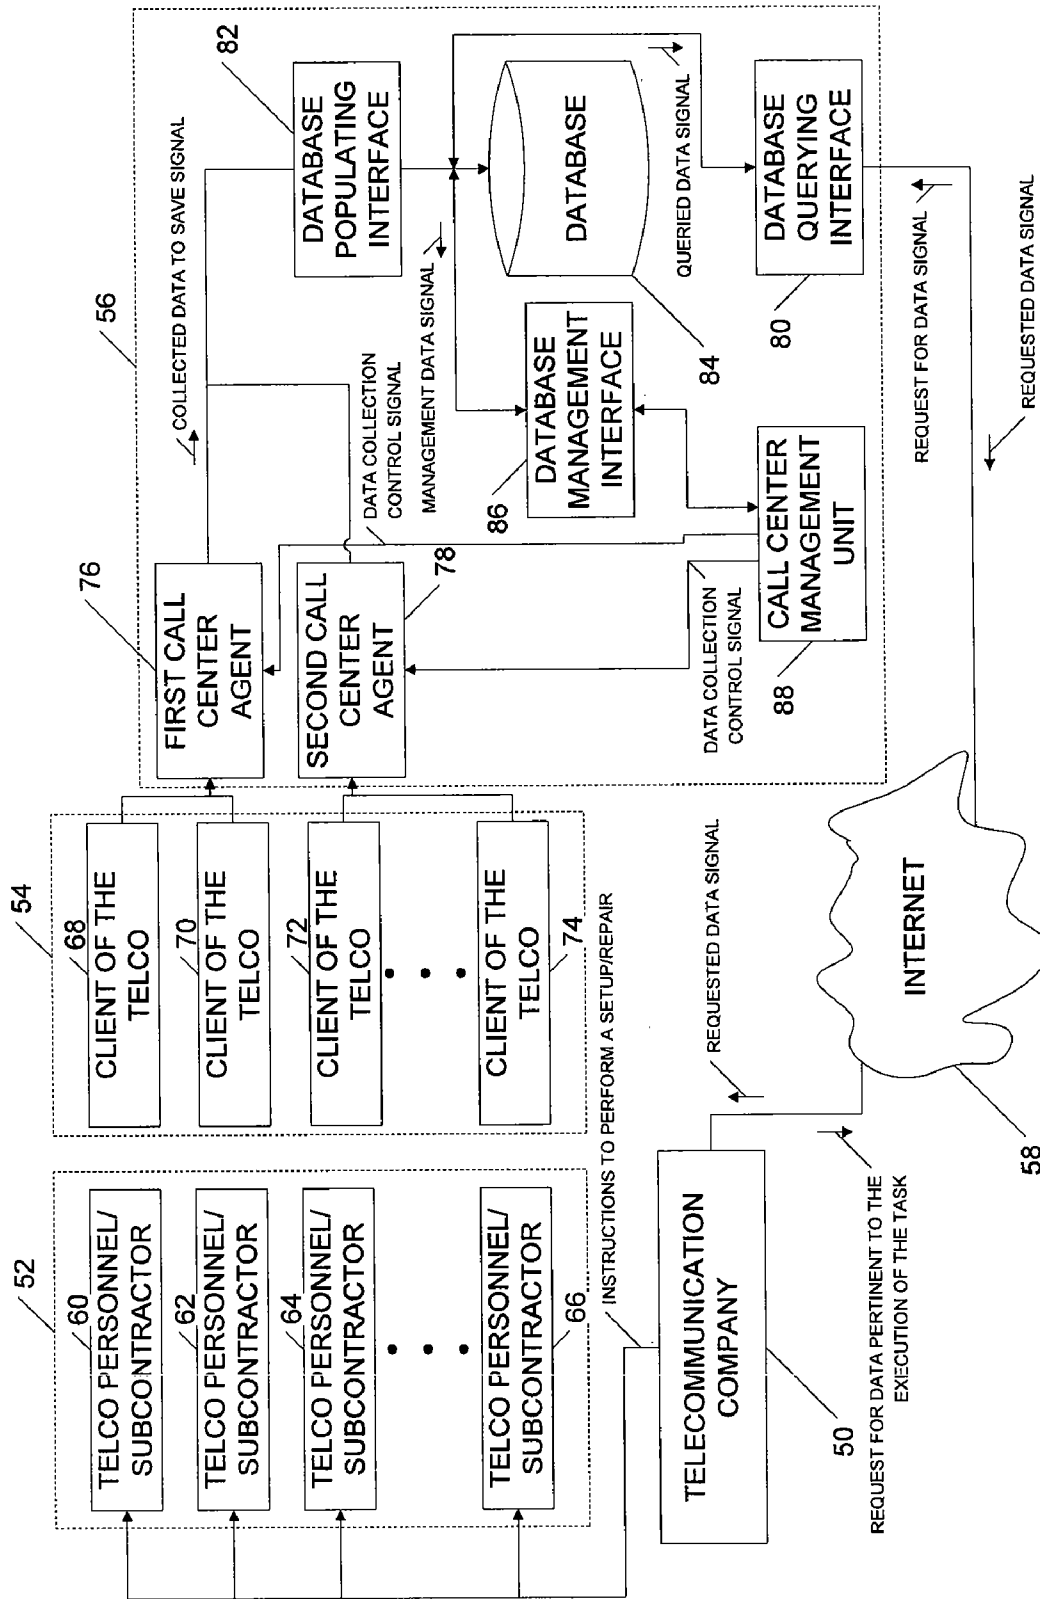 52
60
TELCO PERSONNEL/
SUBCONTRACTOR
62
TELCO PERSONNEL/
SUBCONTRACTOR
64
TELCO PERSONNEL/
SUBCONTRACTOR
66
TELCO PERSONNEL/
SUBCONTRACTOR
INSTRUCTIONS TO PERFORM A SETUP/REPAIR
TELECOMMUNICATION
COMPANY
50
REQUEST FOR DATA PERTINENT TO THE
EXECUTION OF THE TASK
REQUESTED DATA SIGNAL
54
68
CLIENT OF THE
TELCO
70
CLIENT OF THE
TELCO
72
CLIENT OF THE
TELCO
74
CLIENT OF THE
TELCO
INTERNET
58
56
76
FIRST CALL
CENTER
AGENT
78
SECOND CALL
CENTER
AGENT
COLLECTED DATA TO SAVE SIGNAL
DATA COLLECTION
CONTROL SIGNAL
MANAGEMENT DATA SIGNAL
DATA COLLECTION
CONTROL SIGNAL
CALL CENTER
MANAGEMENT
UNIT
88
86
DATABASE
MANAGEMENT
INTERFACE
82
DATABASE
POPULATING
INTERFACE
DATABASE
84
QUERIED DATA SIGNAL
DATABASE
QUERYING
INTERFACE
80
REQUEST FOR DATA SIGNAL
REQUESTED DATA SIGNAL